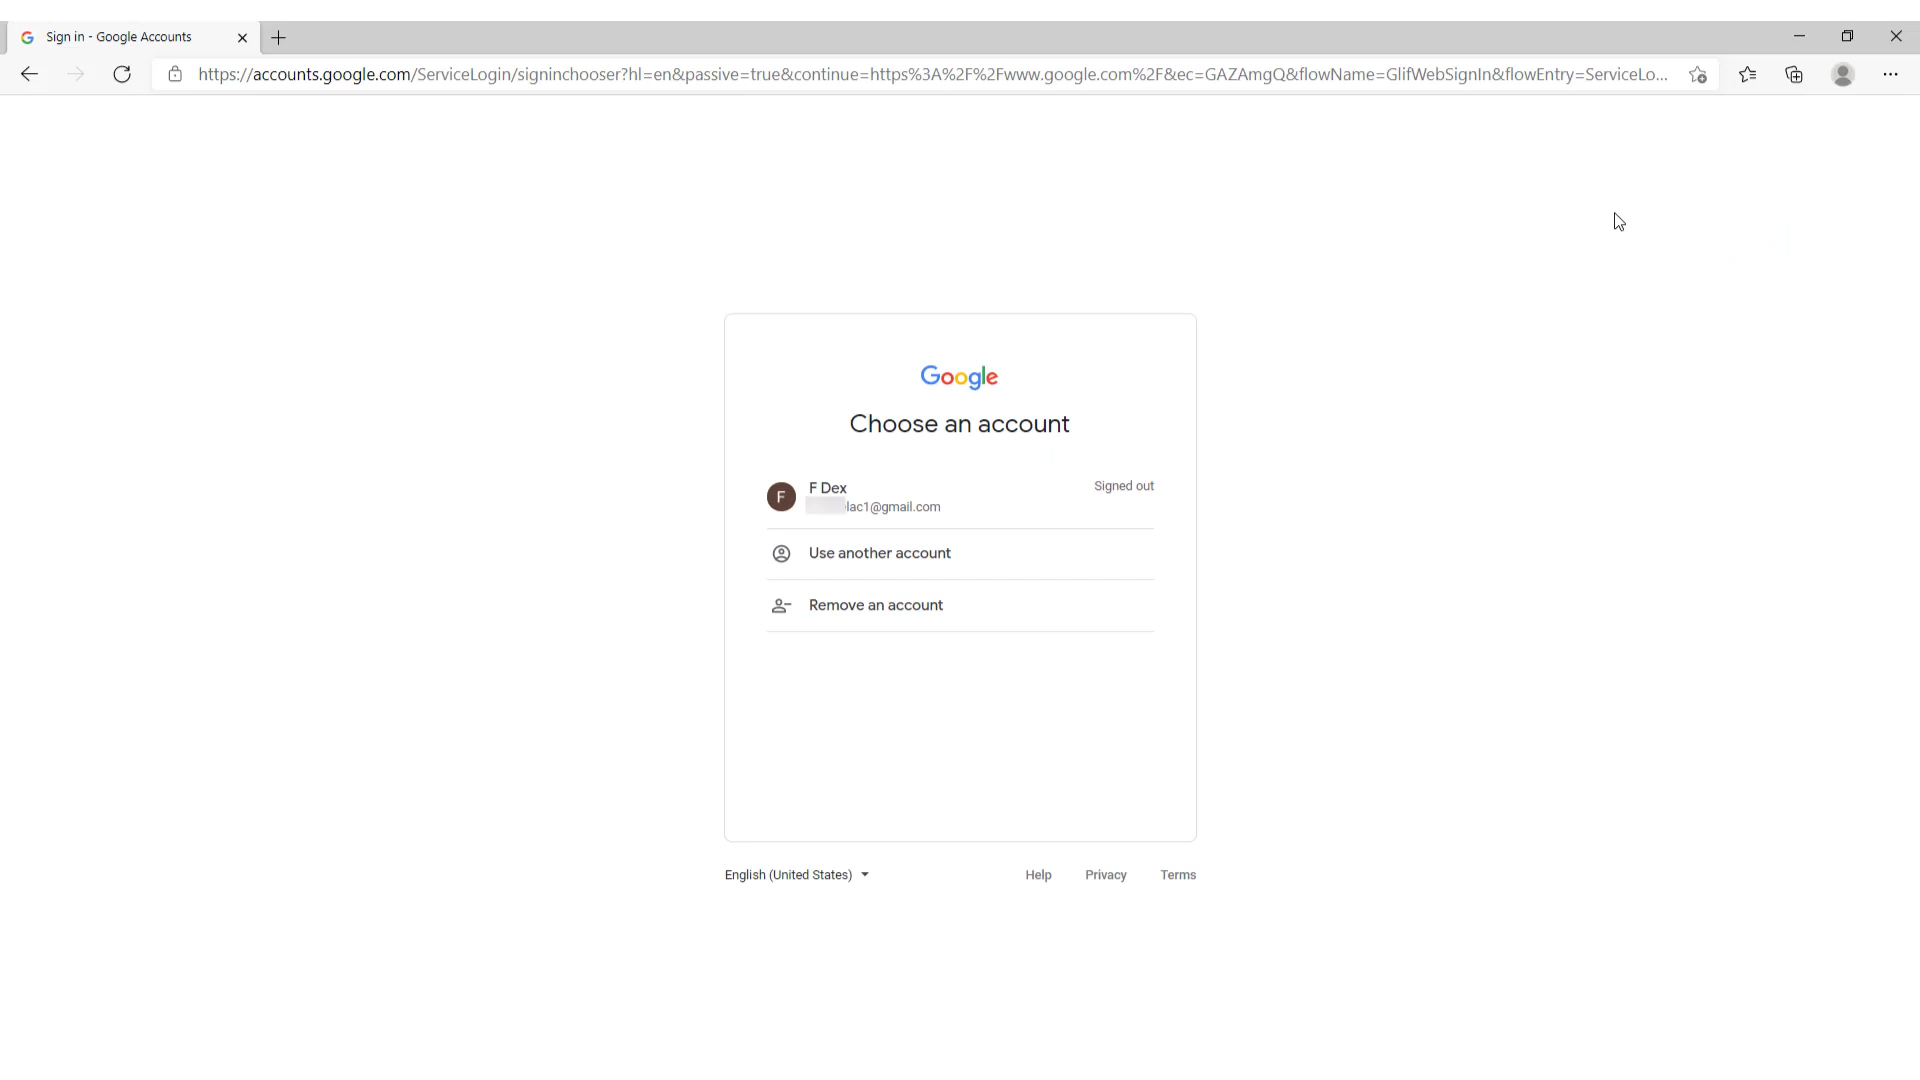 Sign in - Google Accounts
https://accounts.google.com/ServiceLogin/signinchooser?hl=en&passive=true&continue=https%3A%2F%2Fwww.google.com%2F&ec=GAZAmgQ&flowName=GlifWebSignIn&flowEntry=ServiceLo...
Google
Choose an account
F
F Dex
Signed out
lac1@gmail.com
Use another account
Remove an account
English (United States)
Help
Privacy
Terms